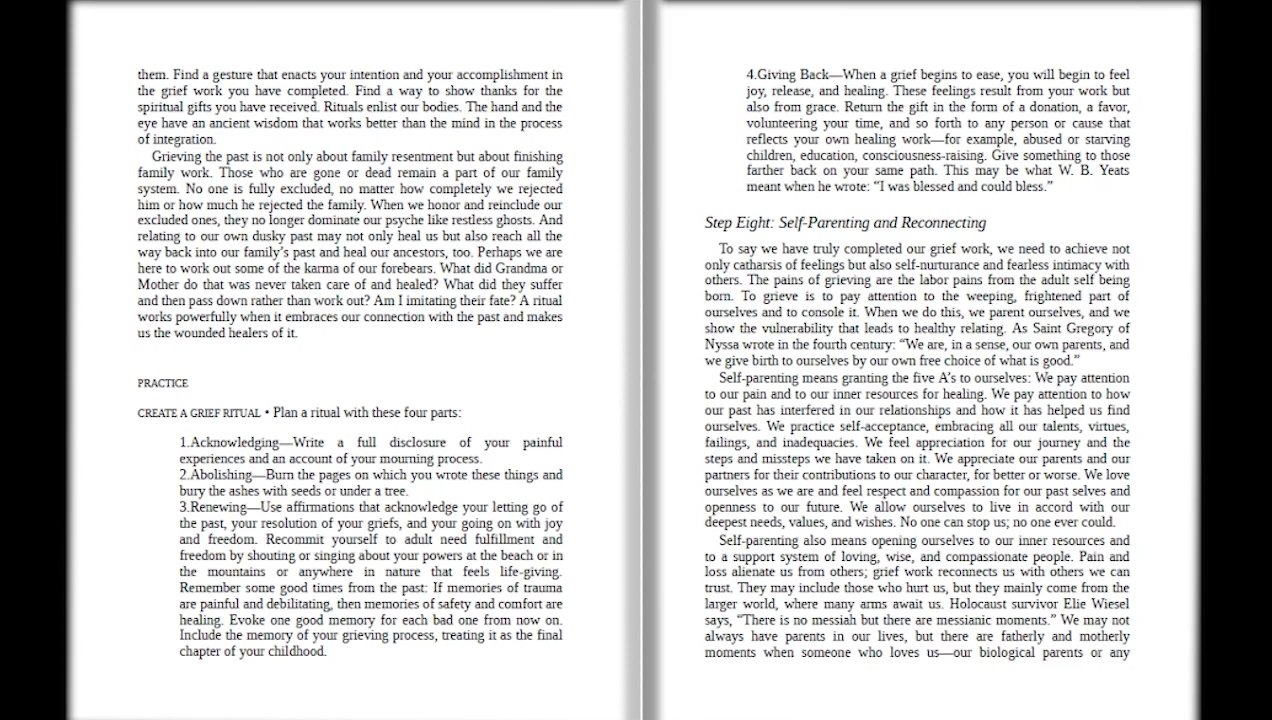 them. Find a gesture that enacts your intention and your accomplishment in
the grief work you have completed. Find a way to show thanks for the
spiritual gifts you have received. Rituals enlist our bodies. The hand and the
eye have an ancient wisdom that works better than the mind in the process
of integration.
Grieving the past is not only about family resentment but about finishing
family work. Those who are gone or dead remain a part of our family
system. No one is fully excluded, no matter how completely we rejected
him or how much he rejected the family. When we honor and reinclude our
excluded ones, they no longer dominate our psyche like restless ghosts. And
relating to our own dusky past may not only heal us but also reach all the
way back into our family's past and heal our ancestors, too. Perhaps we are
here to work out some of the karma of our forebears. What did Grandma or
Mother do that was never taken care of and healed? What did they suffer
and then pass down rather than work out? Am I imitating their fate? A ritual
works powerfully when it embraces our connection with the past and makes
us the wounded healers of it.
PRACTICE
CREATE A GRIEF RITUAL • Plan a ritual with these four parts:
1.Acknowledging—Write a full disclosure of your painful
experiences and an account of your mourning process.
2.Abolishing—Burn the pages on which you wrote these things and
bury the ashes with seeds or under a tree.
3.Renewing—Use affirmations that acknowledge your letting go of
the past, your resolution of your griefs, and your going on with joy
and freedom. Recommit yourself to adult need fulfillment and
freedom by shouting or singing about your powers at the beach or in
the mountains or anywhere in nature that feels life-giving.
Remember some good times from the past: If memories of trauma
are painful and debilitating, then memories of safety and comfort are
healing. Evoke one good memory for each bad one from now on.
Include the memory of your grieving process, treating it as the final
chapter of your childhood.
4.Giving Back—When a grief begins to ease, you will begin to feel
joy, release, and healing. These feelings result from your work but
also from grace. Return the gift in the form of a donation, a favor,
volunteering your time, and so forth to any person or cause that
reflects your own healing work—for example, abused or starving
children, education, consciousness-raising. Give something to those
farther back on your same path. This may be what W. B. Yeats
meant when he wrote: “I was blessed and could bless.”
Step Eight: Self-Parenting and Reconnecting
To say we have truly completed our grief work, we need to achieve not
only catharsis of feelings but also self-nurturance and fearless intimacy with
others. The pains of grieving are the labor pains from the adult self being
born. To grieve is to pay attention to the weeping, frightened part of
ourselves and to console it. When we do this, we parent ourselves, and we
show the vulnerability that leads to healthy relating. As Saint Gregory of
Nyssa wrote in the fourth century: “We are, in a sense, our own parents, and
we give birth to ourselves by our own free choice of what is good.”
Self-parenting means granting the five A's to ourselves: We pay attention
to our pain and to our inner resources for healing. We pay attention to how
our past has interfered in our relationships and how it has helped us find
ourselves. We practice self-acceptance, embracing all our talents, virtues,
failings, and inadequacies. We feel appreciation for our journey and the
steps and missteps we have taken on it. We appreciate our parents and our
partners for their contributions to our character, for better or worse. We love
ourselves as we are and feel respect and compassion for our past selves and
openness to our future. We allow ourselves to live in accord with our
deepest needs, values, and wishes. No one can stop us; no one ever could.
Self-parenting also means opening ourselves to our inner resources and
to a support system of loving, wise, and compassionate people. Pain and
loss alienate us from others; grief work reconnects us with others we can
trust. They may include those who hurt us, but they mainly come from the
larger world, where many arms await us. Holocaust survivor Elie Wiesel
says, “There is no messiah but there are messianic moments.” We may not
always have parents in our lives, but there are fatherly and motherly
moments when someone who loves us—our biological parents or any